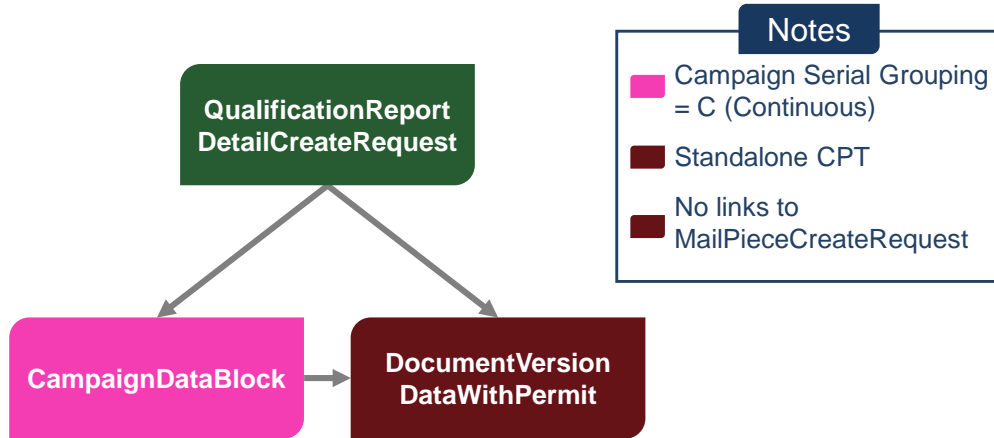 Notes
Campaign Serial Grouping
= C (Continuous)
Standalone CPT
No links to
MailPieceCreateRequest
QualificationReport
DetailCreateRequest
CampaignDataBlock
DocumentVersion
DataWithPermit